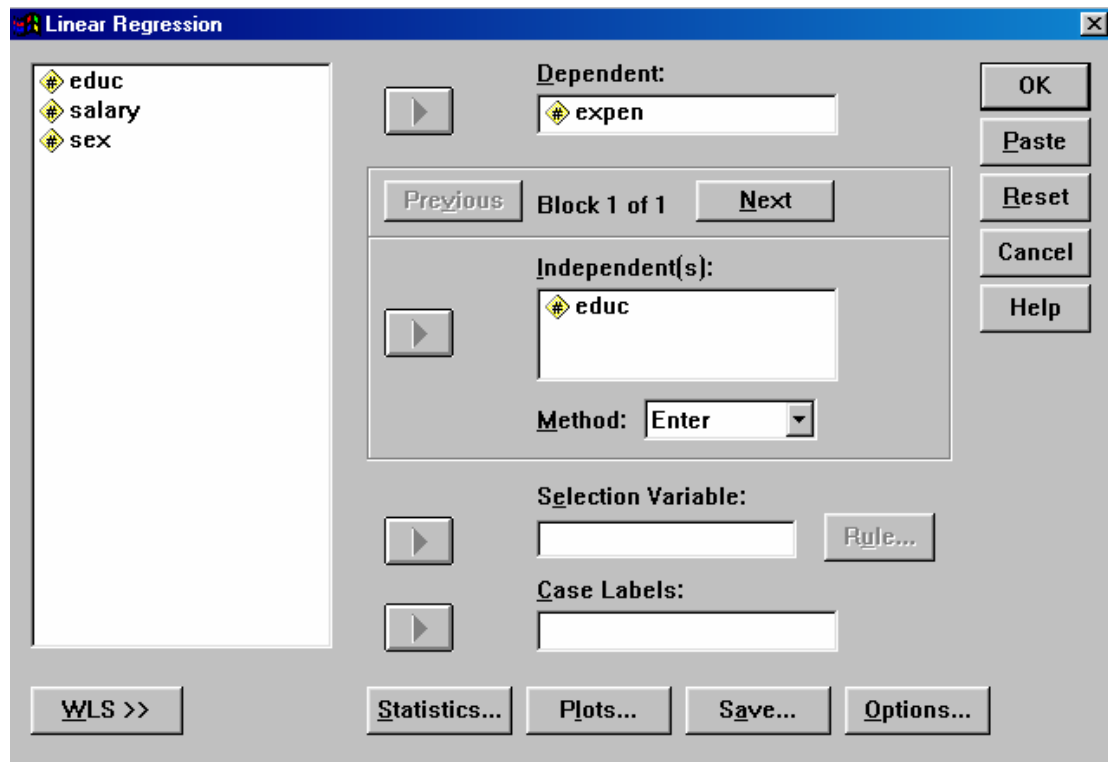 Linear Regression
educ
salary
sex
Dependent:
expen
Previous
Block 1 of 1
Next
Independent(s):
educ
Method:
Enter
Selection Variable:
Rule...
Case Labels:
OK
Paste
Reset
Cancel
Help
WLS >>
Statistics...
Plots...
Save...
Options...